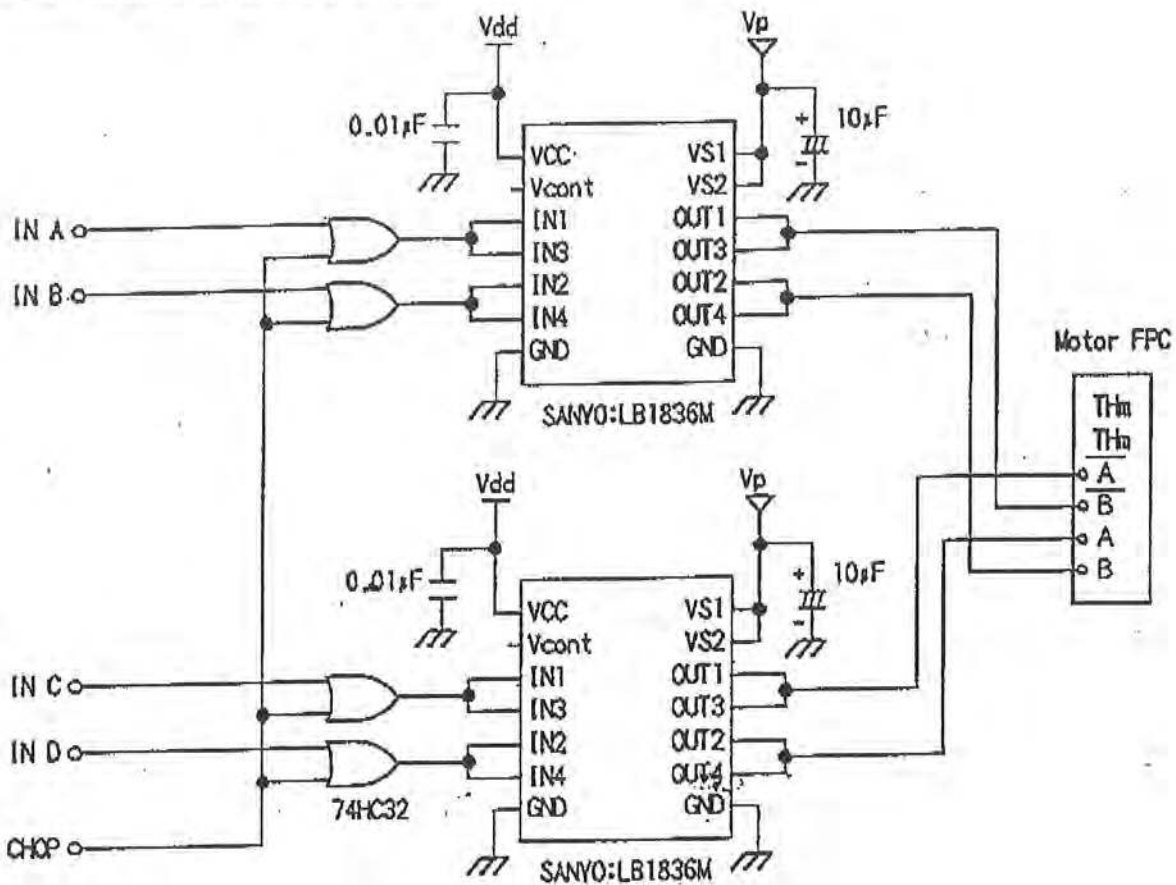 Vdd
Vp
0.01μF
10μF
+
-
VCC
Vcont
IN1
IN3
IN2
IN4
GND
VS1
VS2
OUT1
OUT3
OUT2
OUT4
GND
IN A
IN B
SANYO:LB1836M
Motor FPC
THm
THm
A
B
A
B
Vdd
Vp
0.01μF
10μF
+
-
VCC
Vcont
IN1
IN3
IN2
IN4
GND
VS1
VS2
OUT1
OUT3
OUT2
OUT4
GND
IN C
IN D
74HC32
CHOP
SANYO:LB1836M